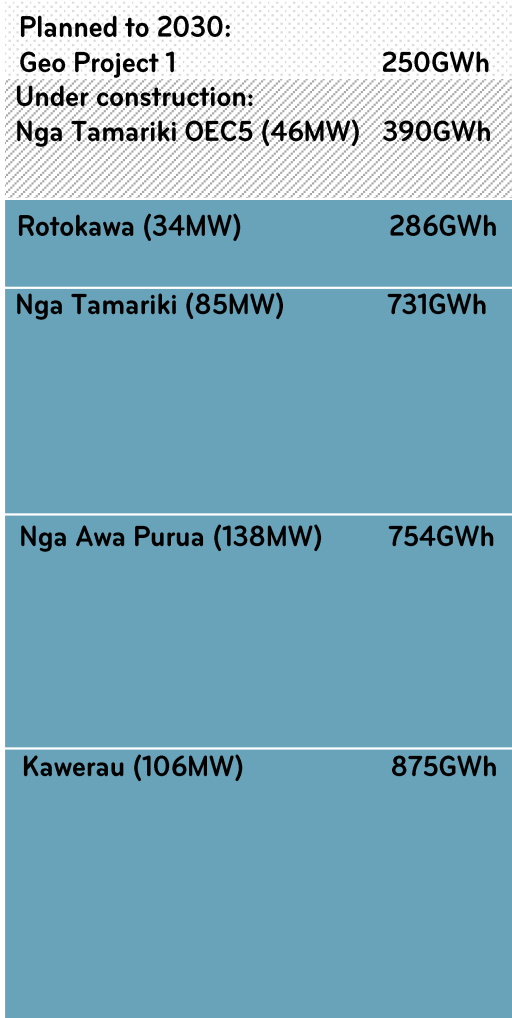 Planned to 2030:
Geo Project 1 250GWh
Under construction:
Nga Tamariki OEC5 (46MW) 390GWh
Rotokawa (34MW) 286GWh
Nga Tamariki (85MW) 731GWh
Nga Awa Purua (138MW) 754GWh
Kawerau (106MW) 875GWh